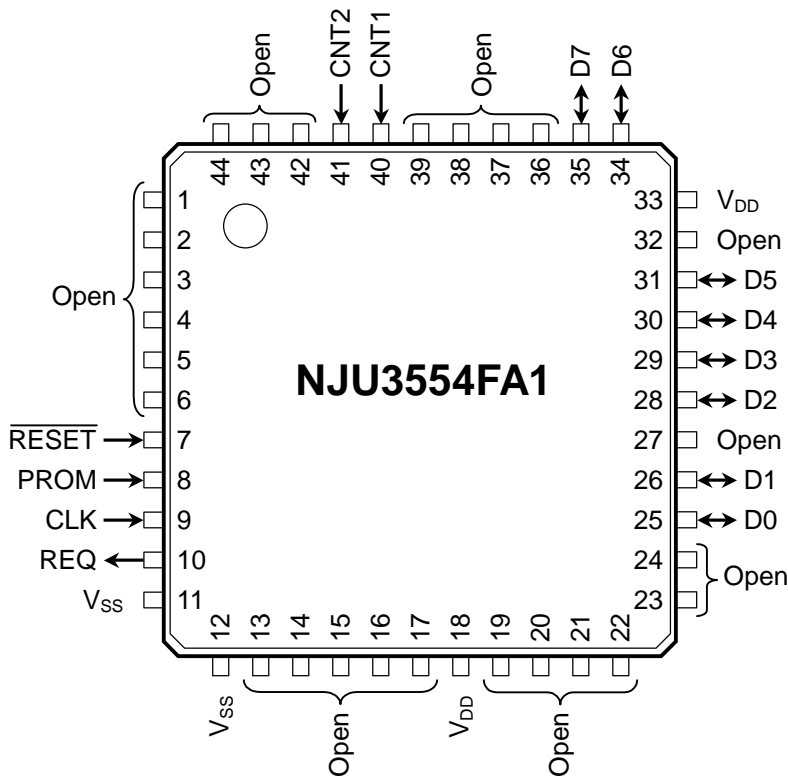 Open
CNT2
CNT1
Open
D7
D6
44
43
42
41
40
39
38
37
36
35
34
Open
1
2
3
4
5
6
RESET 7
PROM 8
CLK 9
REQ 10
VSS 11
NJU3554FA1
33 VDD
32 Open
31 D5
30 D4
29 D3
28 D2
27 Open
26 D1
25 D0
24
23
Open
12
13
14
15
16
17
18
19
20
21
22
VSS
Open
VDD
Open